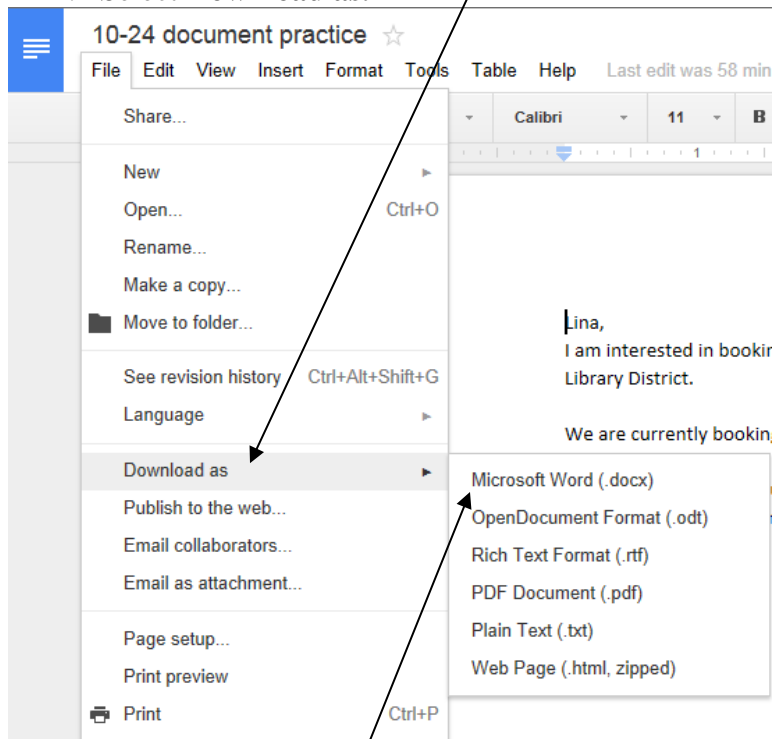 10-24 document practice
File Edit View Insert Format Tools Table Help Last edit was 58 min
Calibri 11 B
1
Share...
New
Open... Ctrl+O
Rename...
Make a copy...
Move to folder...
See revision history Ctrl+Alt+Shift+G
Language
Download as
Publish to the web...
Email collaborators...
Email as attachment...
Page setup...
Print preview
Print Ctrl+P
Lina,
I am interested in bookin
Library District.
We are currently booking
Microsoft Word (.docx)
OpenDocument Format (.odt)
Rich Text Format (.rtf)
PDF Document (.pdf)
Plain Text (.txt)
Web Page (.html, zipped)